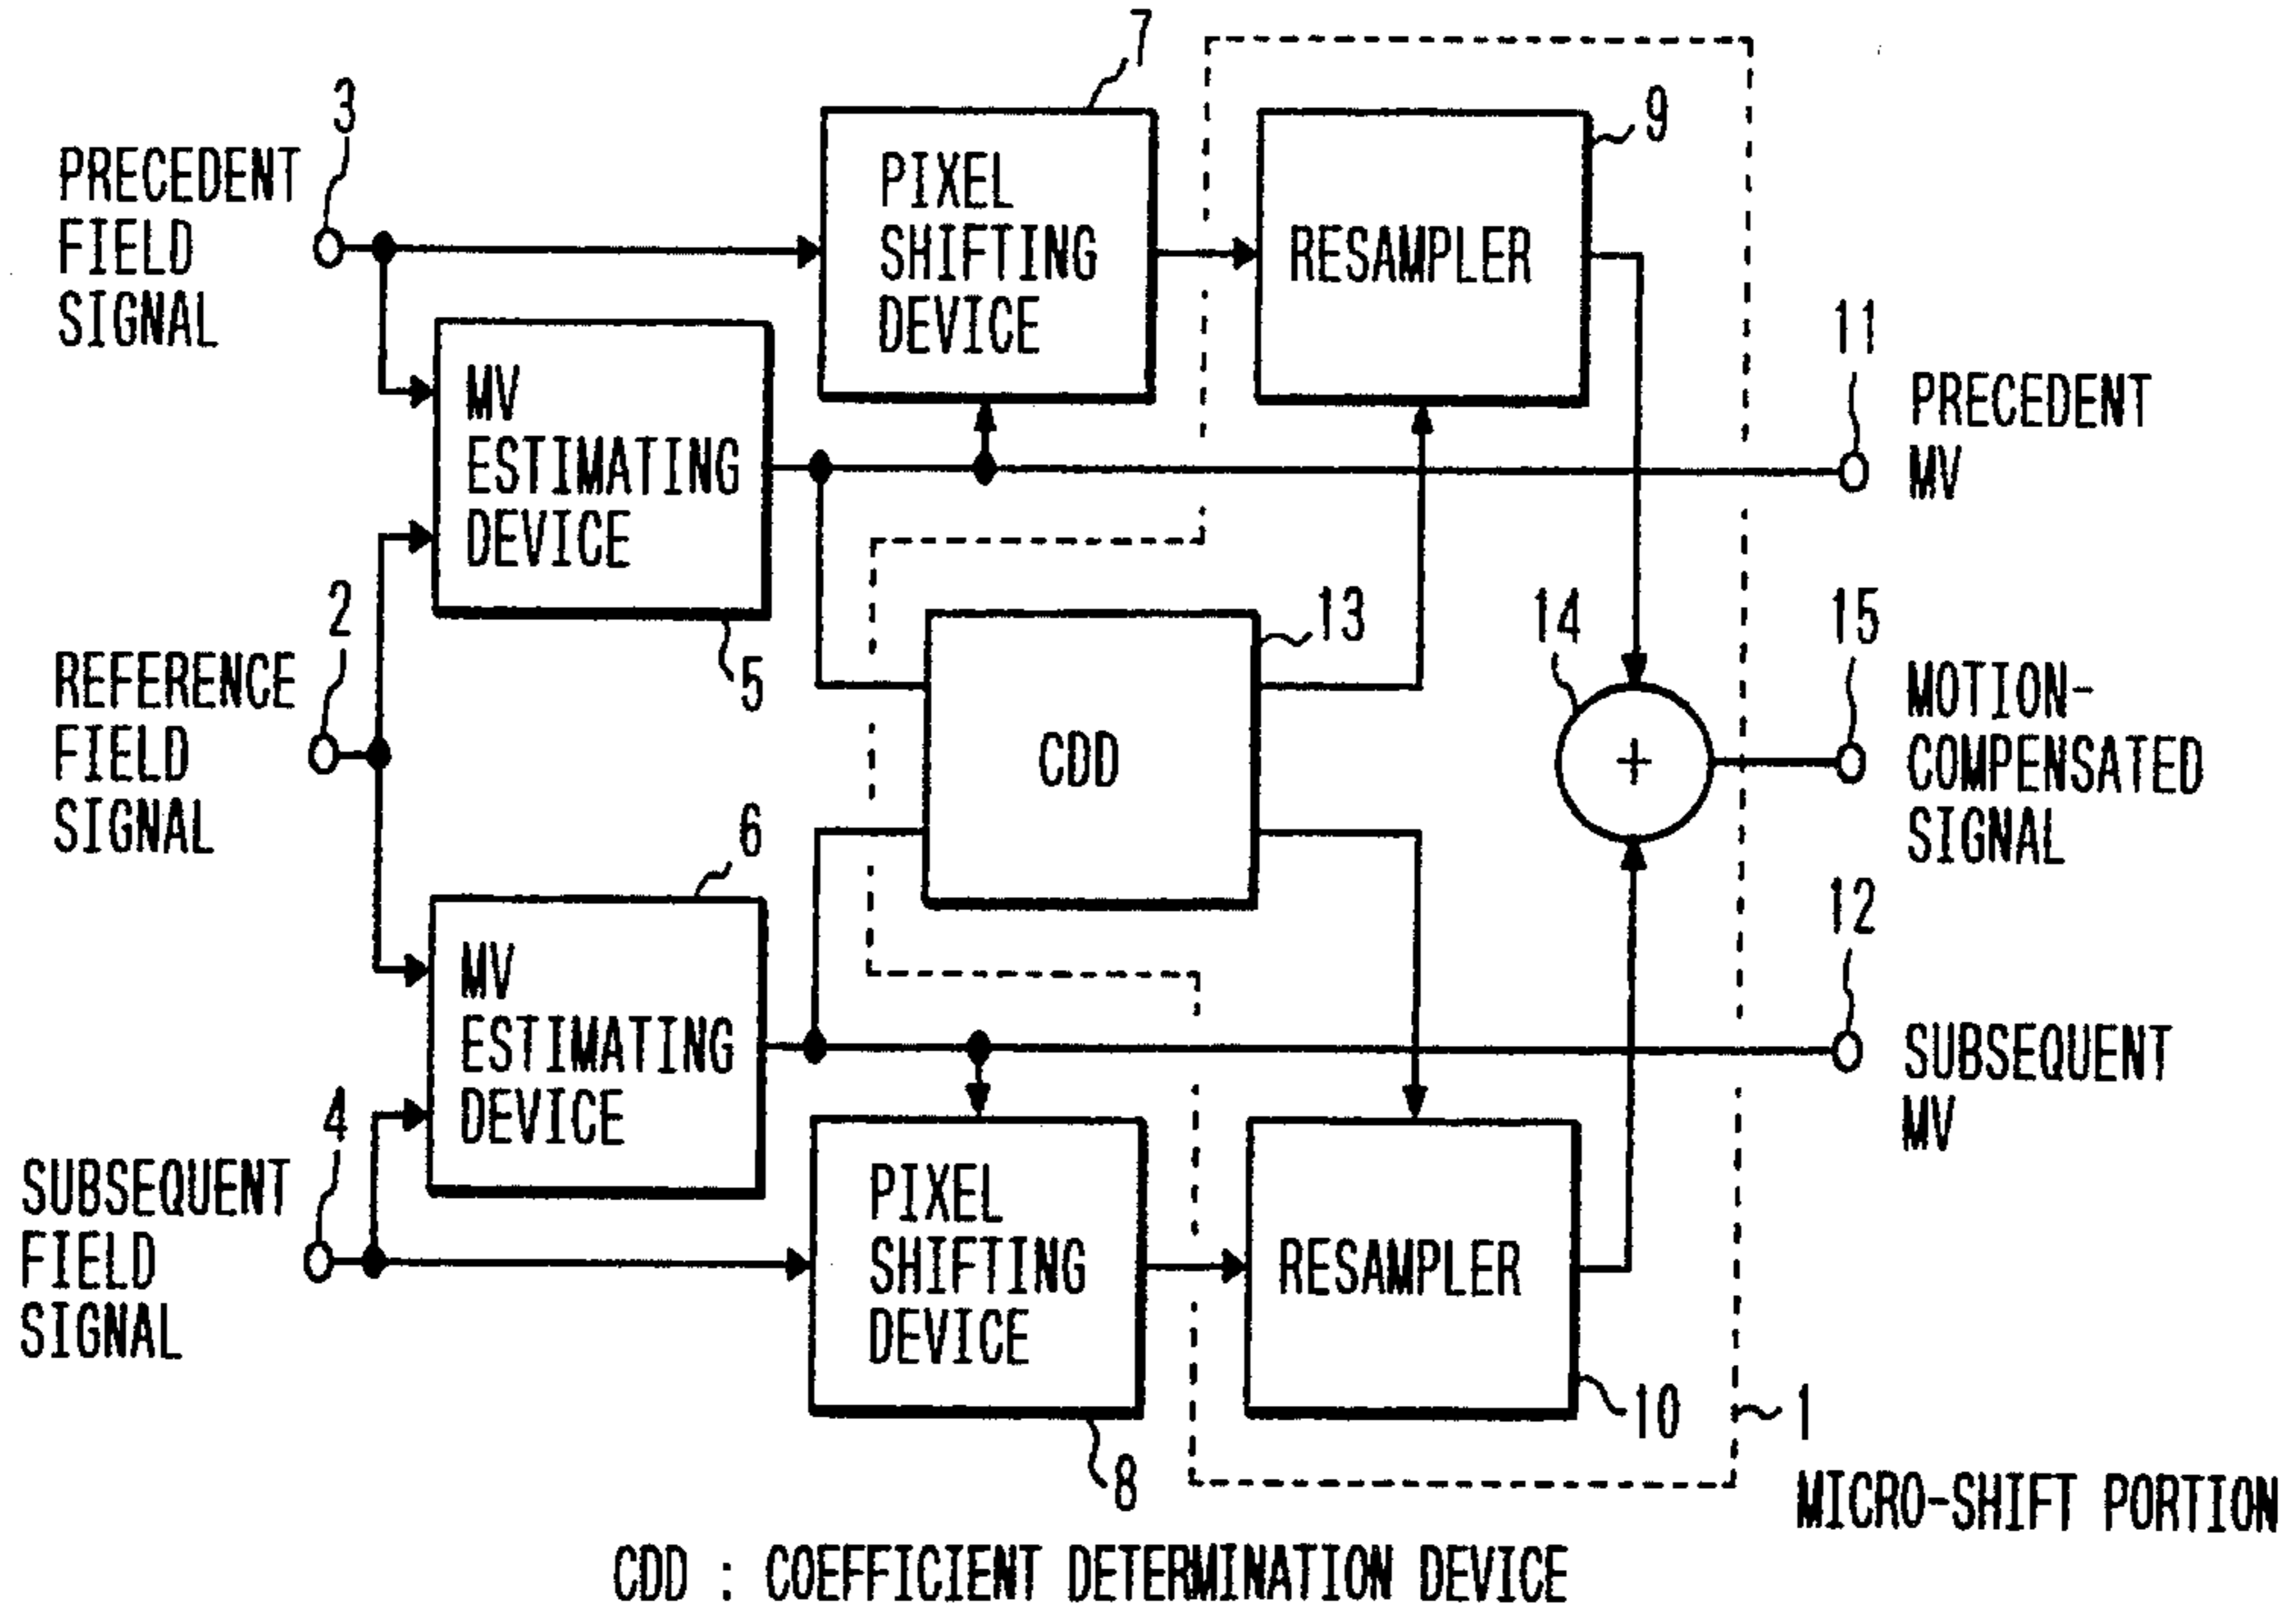 7
3
9
PRECEDENT
FIELD
SIGNAL
PIXEL
SHIFTING
DEVICE
RESAMPLER
11
PRECEDENT
MV
MV
ESTIMATING
DEVICE
5
2
REFERENCE
FIELD
SIGNAL
13
CDD
14
+
15
MOTION-
COMPENSATED
SIGNAL
6
12
SUBSEQUENT
MV
MV
ESTIMATING
DEVICE
4
SUBSEQUENT
FIELD
SIGNAL
PIXEL
SHIFTING
DEVICE
8
RESAMPLER
10
1
MICRO-SHIFT PORTION
CDD : COEFFICIENT DETERMINATION DEVICE